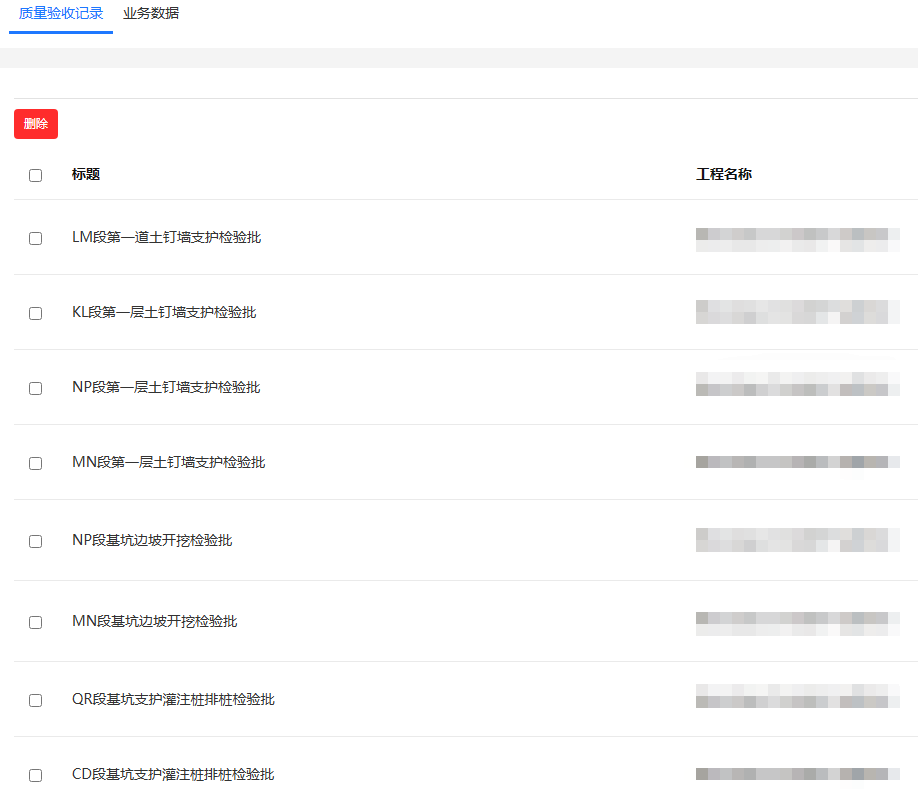 质量验收记录 业务数据
删除
标题 工程名称
LM段第一道土钉墙支护检验批
KL段第一层土钉墙支护检验批
NP段第一层土钉墙支护检验批
MN段第一层土钉墙支护检验批
NP段基坑边坡开挖检验批
MN段基坑边坡开挖检验批
QR段基坑支护灌注桩排桩检验批
CD段基坑支护灌注桩排桩检验批